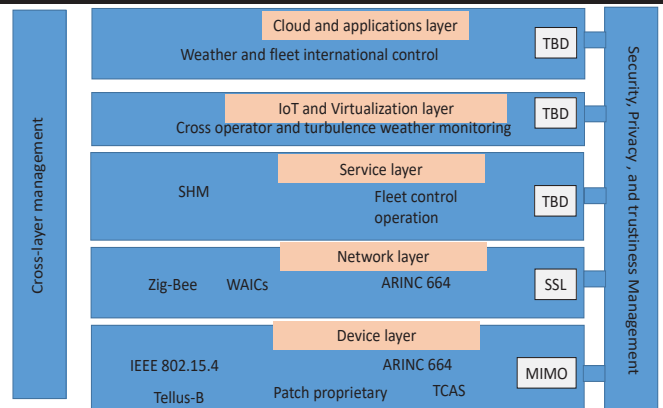 Cross-layer management
Cloud and applications layer
Weather and fleet international control
TBD
IoT and Virtualization layer
Cross operator and turbulence weather monitoring
TBD
Service layer
SHM
Fleet control
operation
TBD
Network layer
Zig-Bee
WAICs
ARINC 664
SSL
Device layer
IEEE 802.15.4
ARINC 664
Tellus-B
Patch proprietary
TCAS
MIMO
Security, Privacy , and trustiness Management